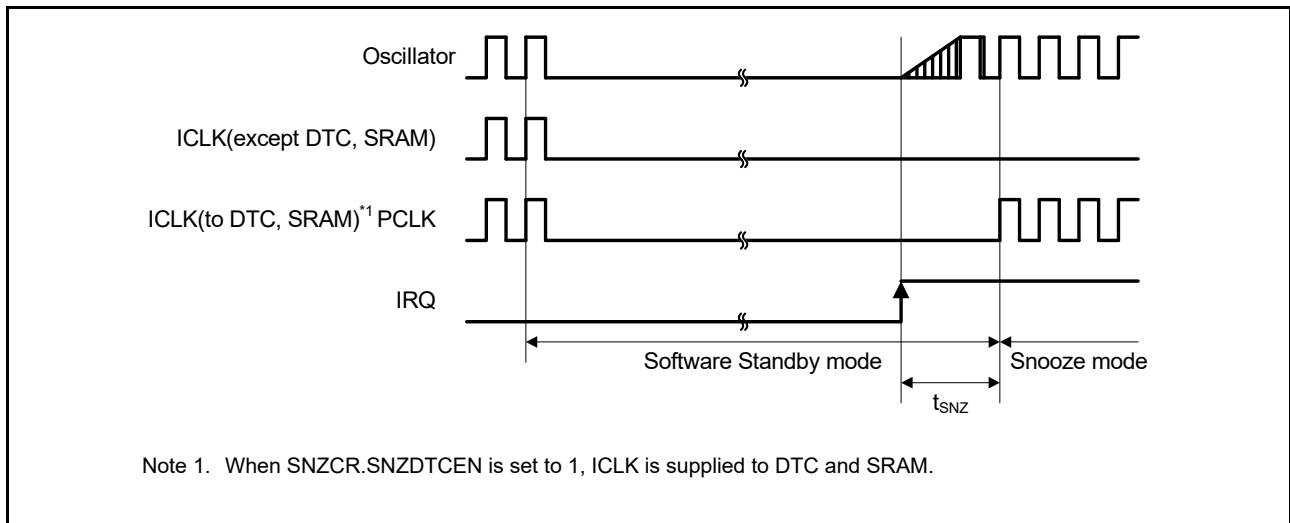 Oscillator
ICLK(except DTC, SRAM)
ICLK(to DTC, SRAM)*1 PCLK
IRQ
Software Standby mode
Snooze mode
tSNZ
Note 1. When SNZCR.SNZDTCEN is set to 1, ICLK is supplied to DTC and SRAM.